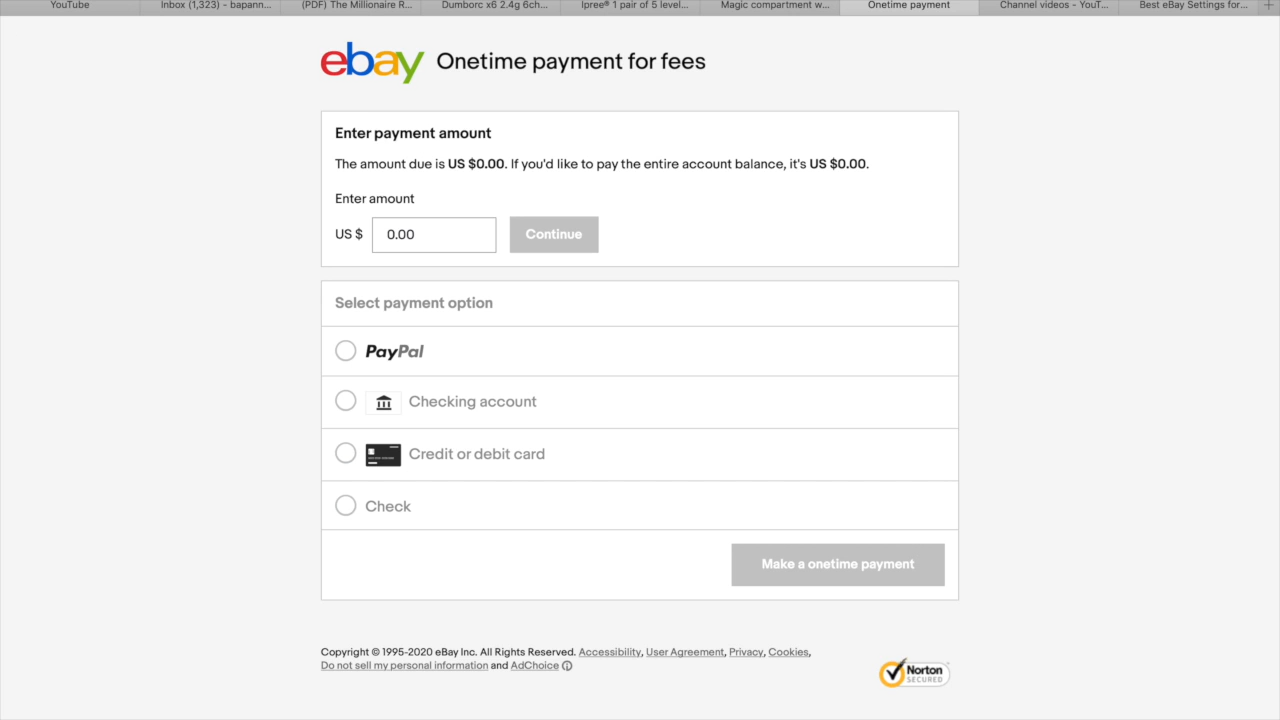 YouTube
Inbox (1,323) - bapann...
(PDF) The Millionaire R...
Dumborc x6 2.4g 6ch...
Ipree® 1 pair of 5 level...
Magic compartment w...
Onetime payment
Channel videos - YouT...
Best eBay Settings for...
ebay Onetime payment for fees
Enter payment amount
The amount due is US $0.00. If you'd like to pay the entire account balance, it's US $0.00.
Enter amount
US $ 0.00 Continue
Select payment option
PayPal
Checking account
Credit or debit card
Check
Make a onetime payment
Copyright © 1995-2020 eBay Inc. All Rights Reserved. Accessibility, User Agreement, Privacy, Cookies,
Do not sell my personal information and AdChoice
Norton
SECURED